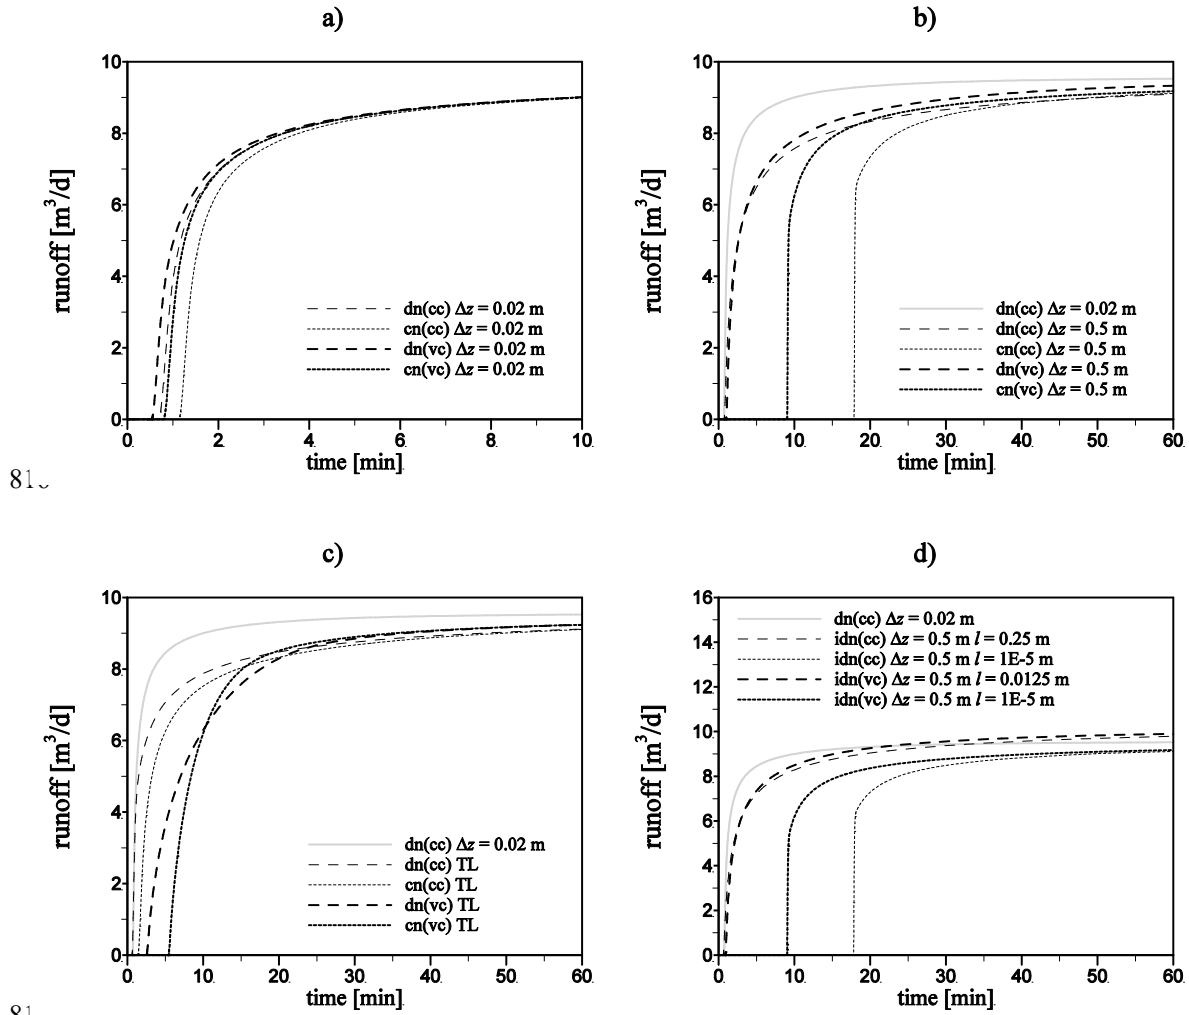 a)
10
8
6
4
2
0
runoff [m³/d]
dn(cc) Δz = 0.02 m
cn(cc) Δz = 0.02 m
dn(vc) Δz = 0.02 m
cn(vc) Δz = 0.02 m
0. 2. 4. 6 8. 10.
time [min].
b)
10
8
6
4
2
0
runoff [m³/d]
dn(cc) Δz = 0.02 m
dn(cc) Δz = 0.5 m
cn(cc) Δz = 0.5 m
dn(vc) Δz = 0.5 m
cn(vc) Δz = 0.5 m
0. 10. 20. 30. 40. 50. 60.
time [min].
c)
10
8
6
4
2
0
runoff [m³/d]
dn(cc) Δz = 0.02 m
dn(cc) TL
cn(cc) TL
dn(vc) TL
cn(vc) TL
0. 10. 20. 30. 40. 50. 60.
time [min].
d)
16
14
12
10
8
6
4
2
0
runoff [m³/d]
dn(cc) Δz = 0.02 m
idn(cc) Δz = 0.5 m l = 0.25 m
idn(cc) Δz = 0.5 m l = 1E-5 m
idn(vc) Δz = 0.5 m l = 0.0125 m
idn(vc) Δz = 0.5 m l = 1E-5 m
0. 10. 20. 30. 40. 50. 60.
time [min].